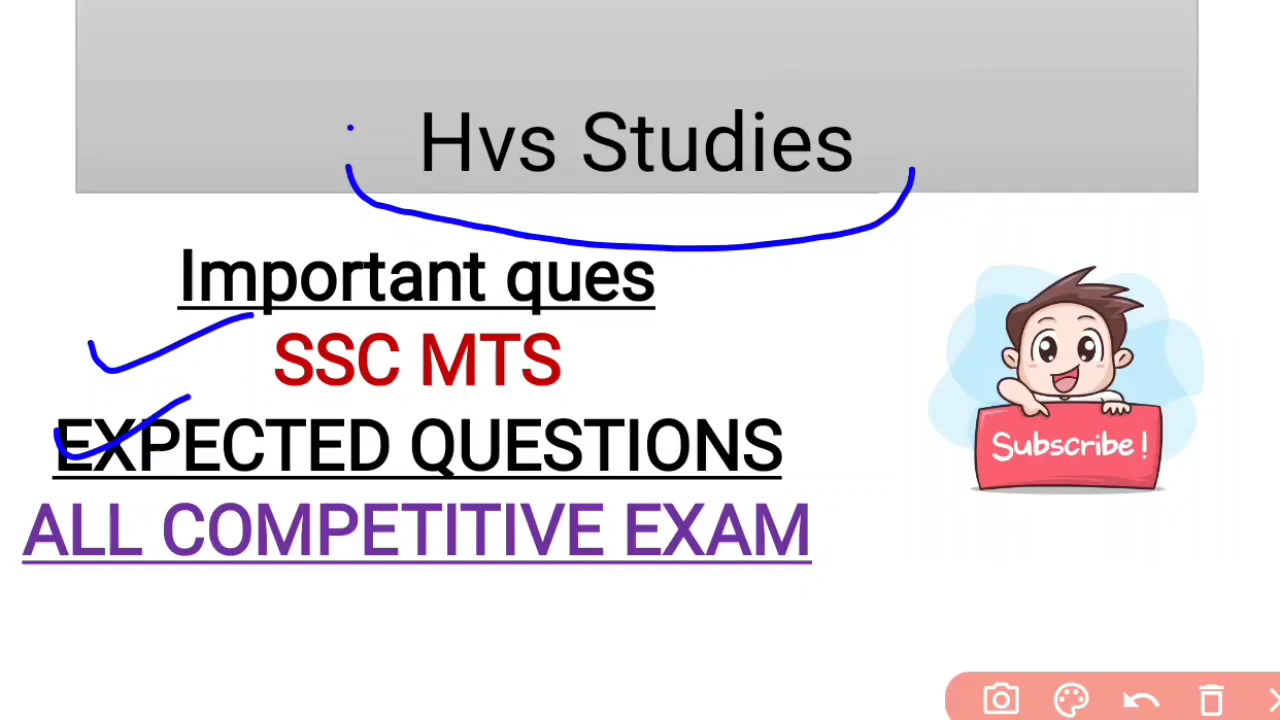 Hvs Studies
Important ques
SSC MTS
EXPECTED QUESTIONS
ALL COMPETITIVE EXAM
Subscribe!